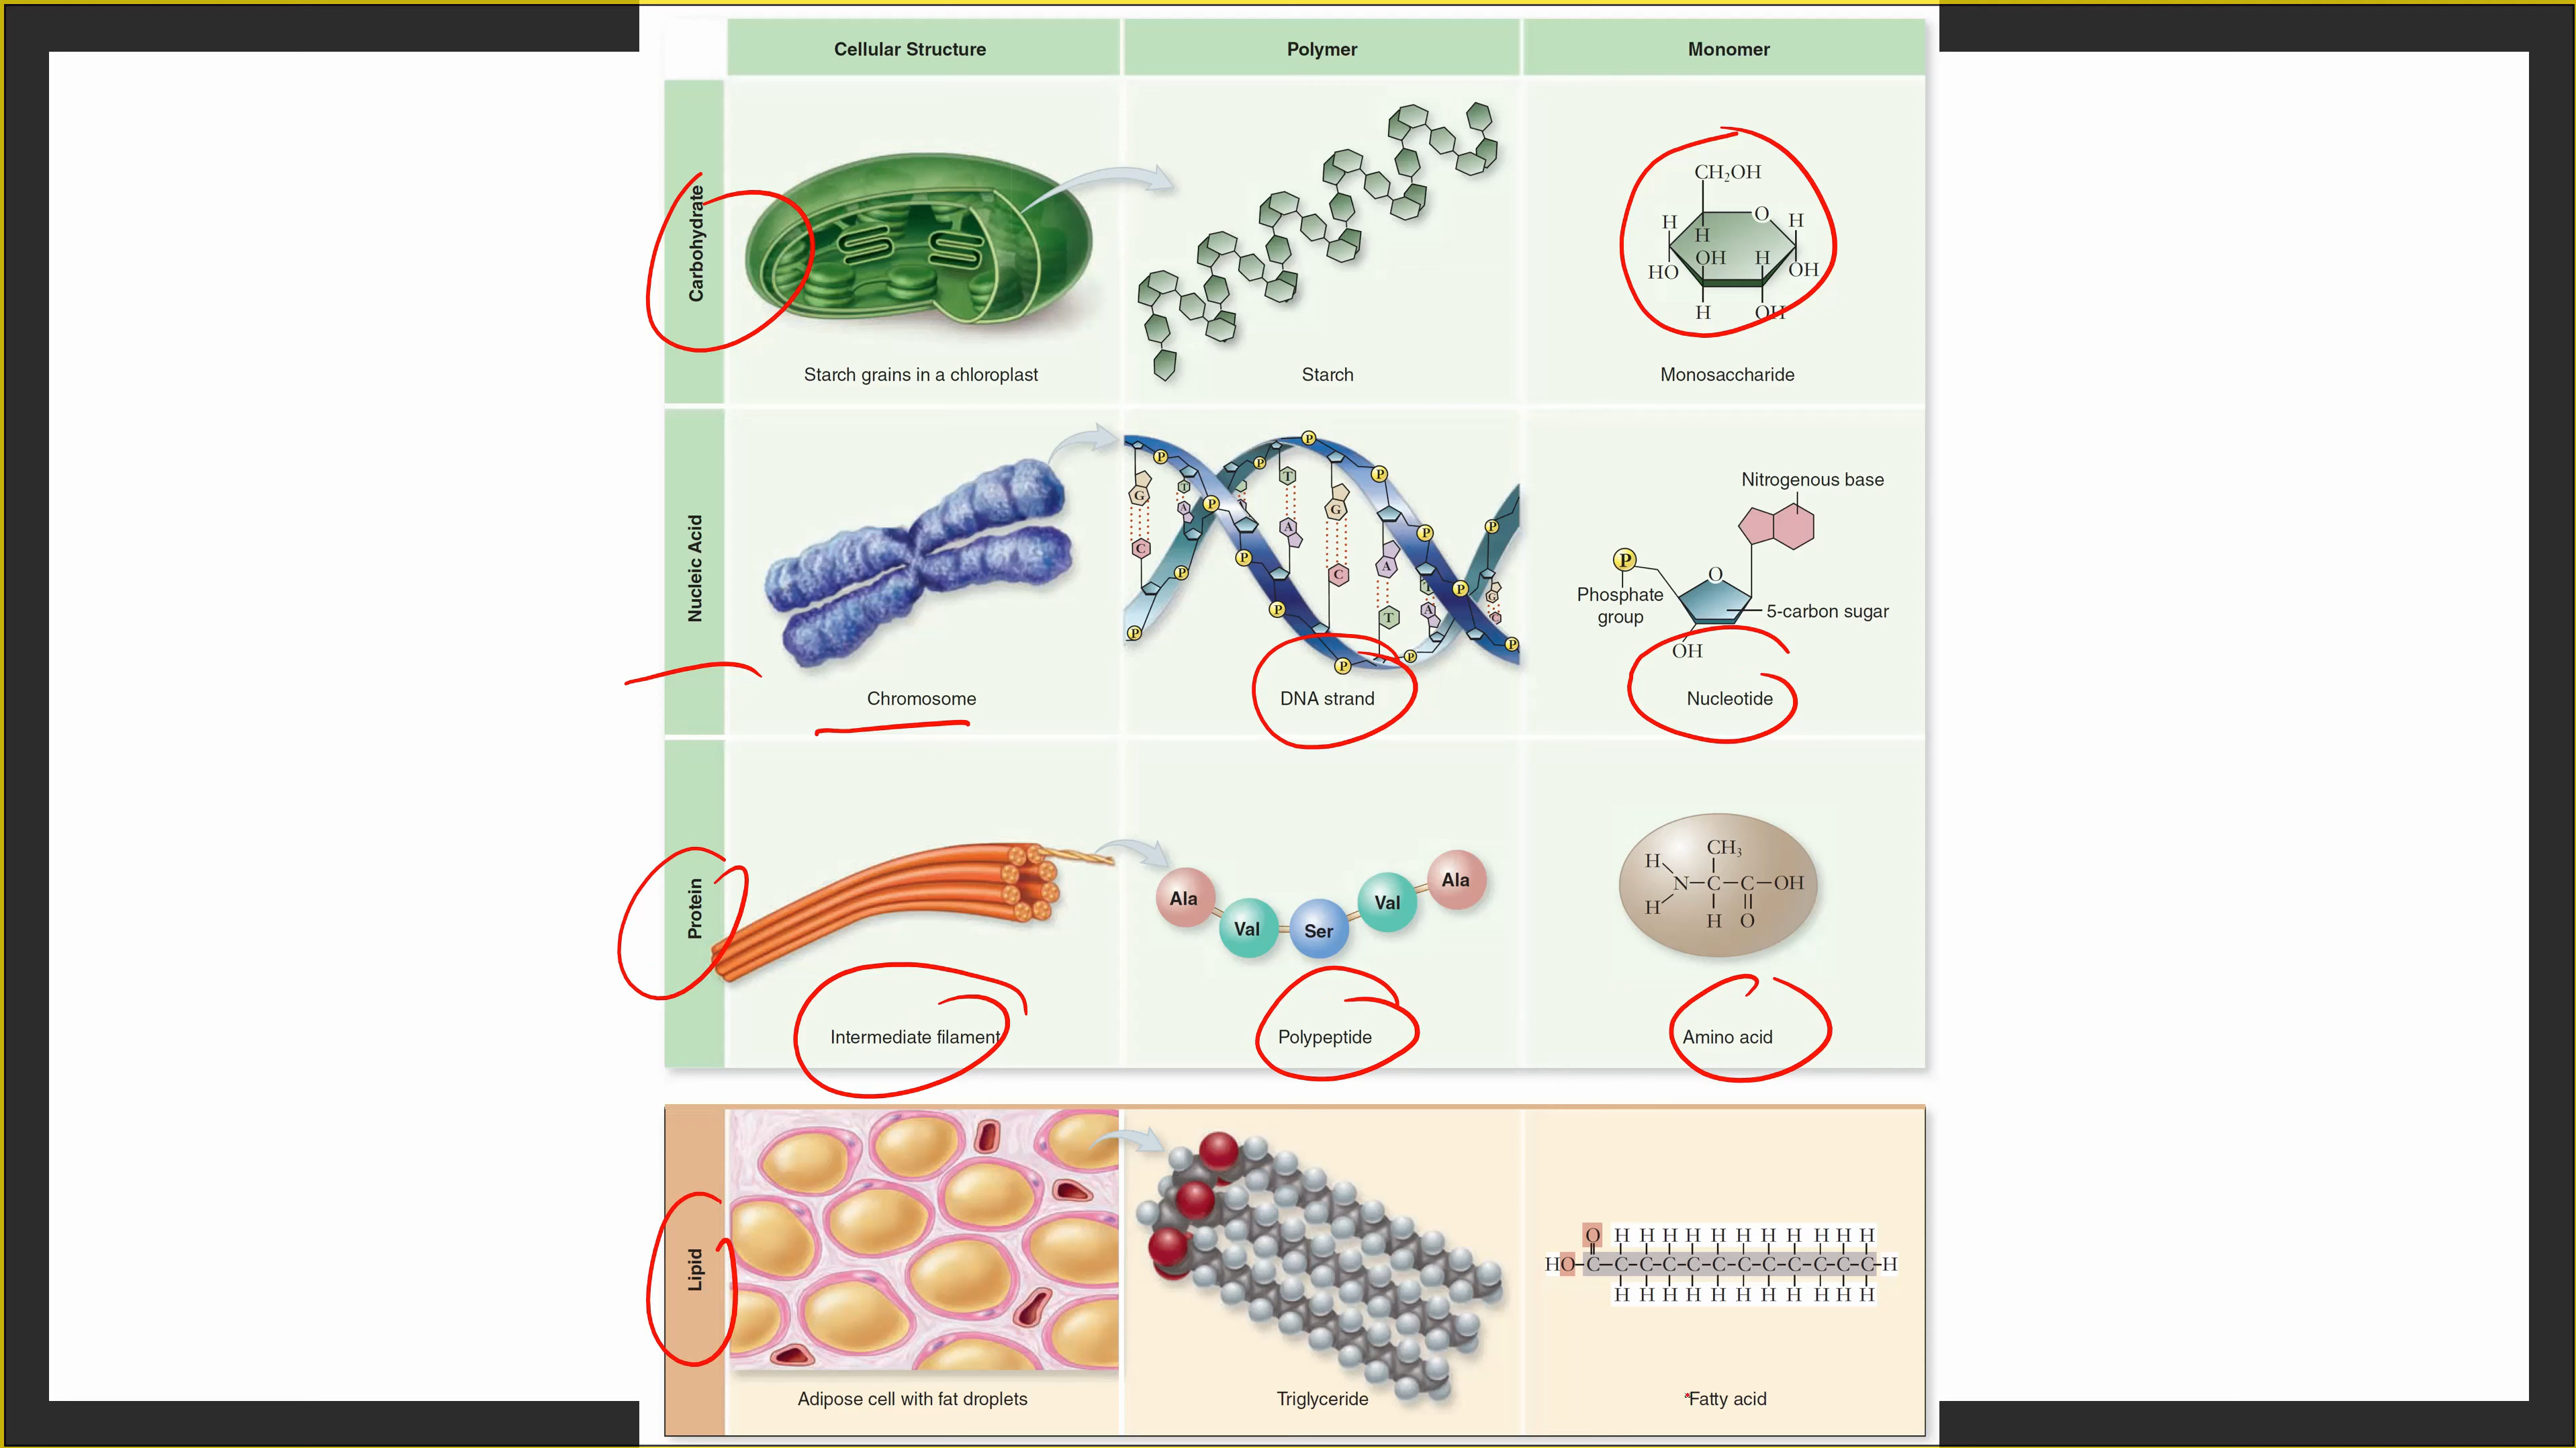 Cellular Structure
Polymer
Monomer
Carbohydrate
CH₂OH
H
O
H
H
OH
H
HO
OH
H
OH
Starch grains in a chloroplast
Starch
Monosaccharide
Nucleic Acid
P
P
P
P
T
T
G
G
P
A
A
P
P
C
A
C
P
P
P
P
T
A
G
P
P
P
P
Nitrogenous base
P
O
Phosphate
group
5-carbon sugar
OH
Chromosome
DNA strand
Nucleotide
Protein
Ala
Val
Ser
Val
Ala
CH₃
H
N–C–C–OH
H
H O
Intermediate filament
Polypeptide
Amino acid
Lipid
O H H H H H H H H H H H
HO–C–C–C–C–C–C–C–C–C–C–C–C–H
H H H H H H H H H H H
Adipose cell with fat droplets
Triglyceride
*Fatty acid